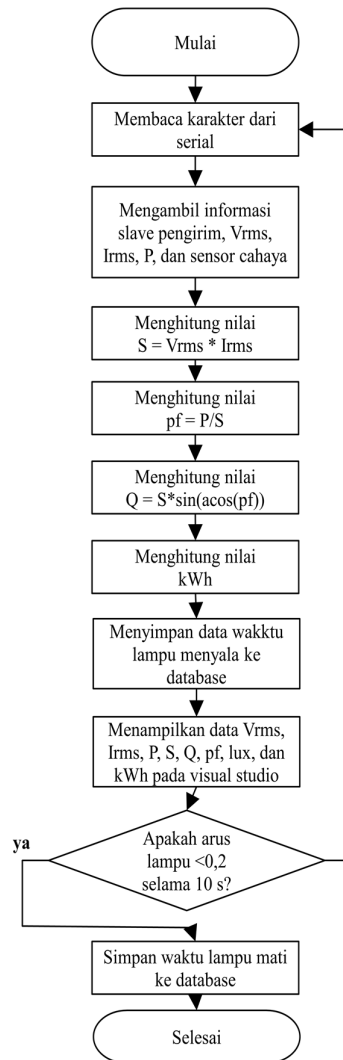 Mulai
Membaca karakter dari
serial
Mengambil informasi
slave pengirim, Vrms,
Irms, P, dan sensor cahaya
Menghitung nilai
S = Vrms * Irms
Menghitung nilai
pf = P/S
Menghitung nilai
Q = S*sin(acos(pf))
Menghitung nilai
kWh
Menyimpan data wakktu
lampu menyala ke
database
Menampilkan data Vrms,
Irms, P, S, Q, pf, lux, dan
kWh pada visual studio
ya
Apakah arus
lampu <0,2
selama 10 s?
Simpan waktu lampu mati
ke database
Selesai